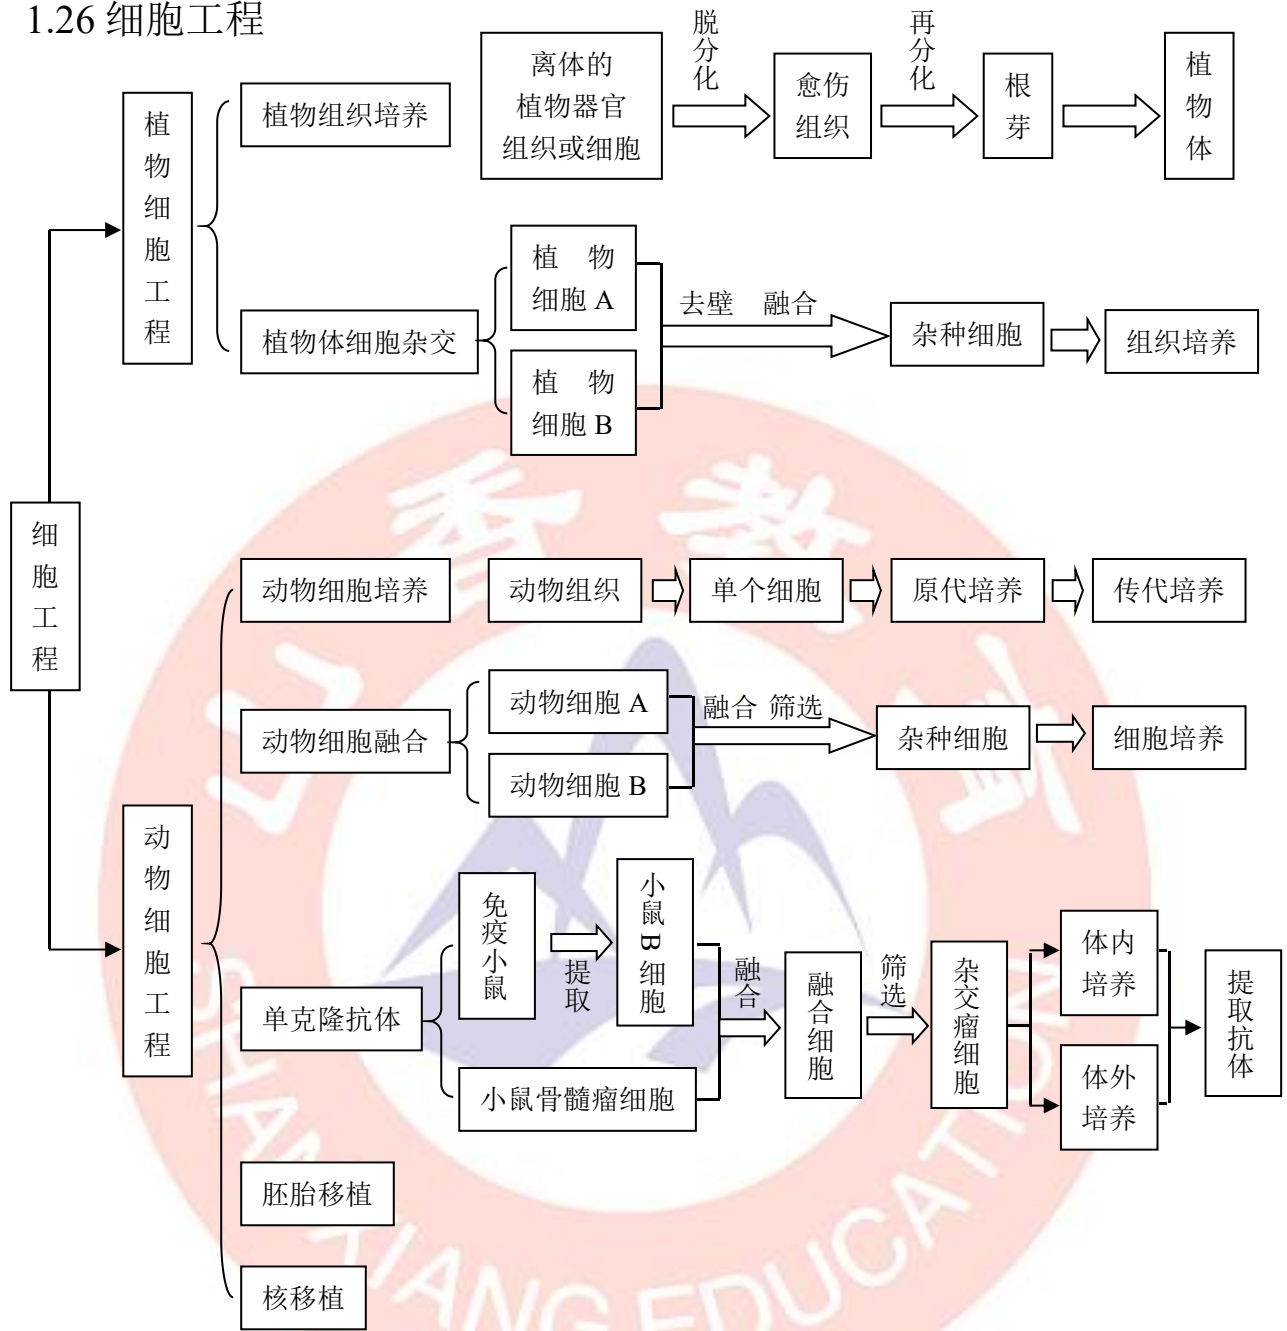 1.26 细胞工程
细胞工程
植物细胞工程
植物组织培养
离体的
植物器官
组织或细胞
脱分化
愈伤
组织
再分化
根
芽
植物体
植物体细胞杂交
植 物
细胞 A
植 物
细胞 B
去壁 融合
杂种细胞
组织培养
动物细胞工程
动物细胞培养
动物组织
单个细胞
原代培养
传代培养
动物细胞融合
动物细胞 A
动物细胞 B
融合 筛选
杂种细胞
细胞培养
单克隆抗体
免疫小鼠
提取
小鼠B细胞
小鼠骨髓瘤细胞
融合
融合细胞
筛选
杂交瘤细胞
体内
培养
体外
培养
提取抗体
胚胎移植
核移植
山香教育
SHANXIANG EDUCATION